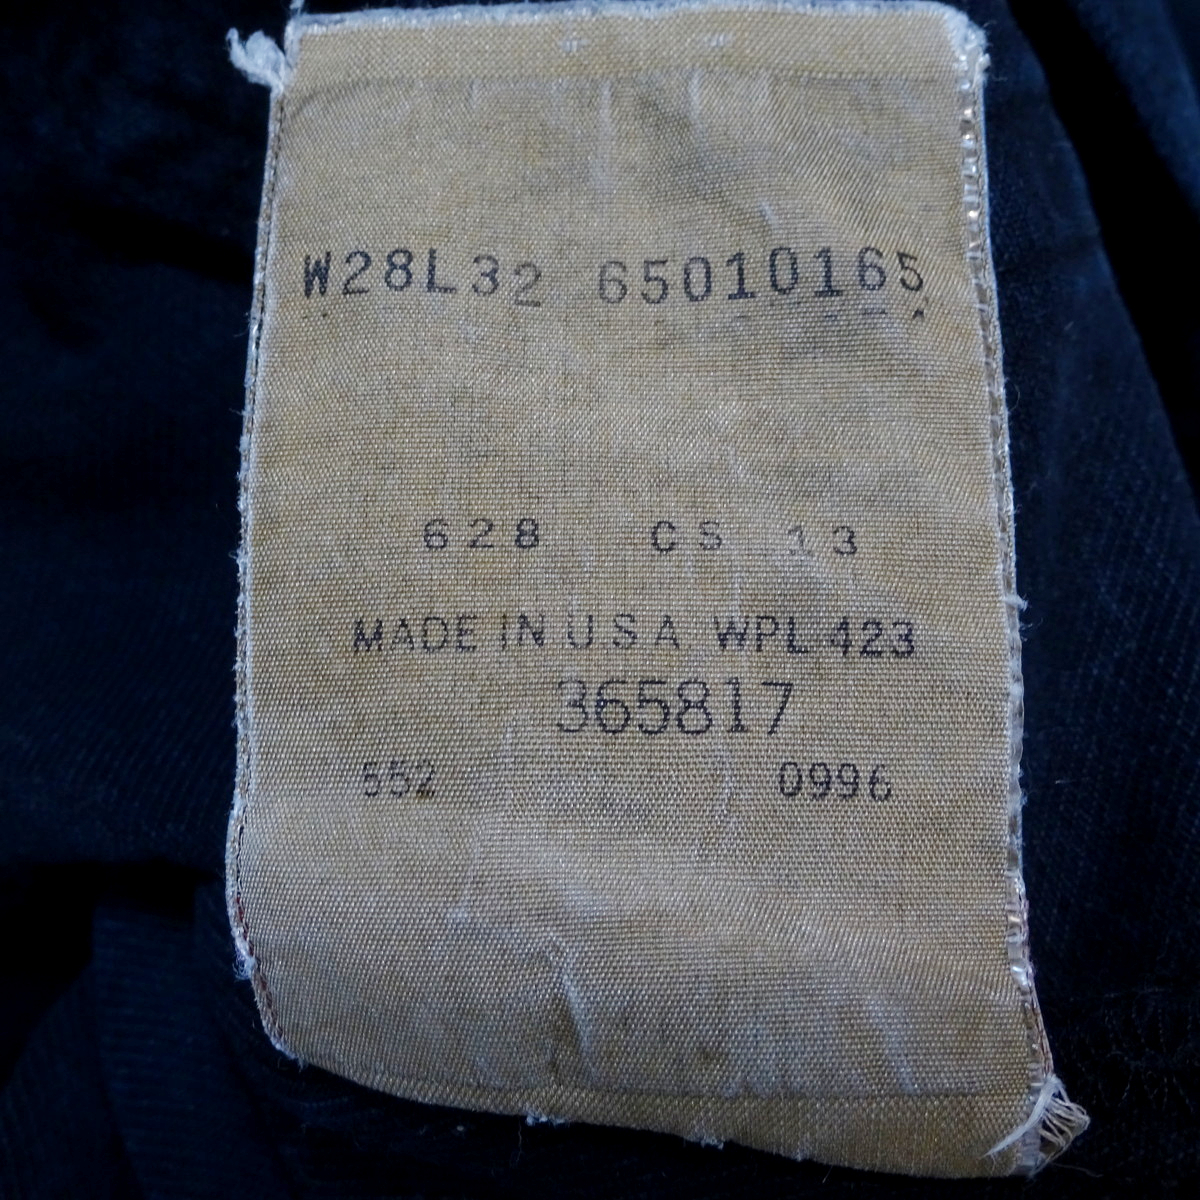 W28L32 65010165
628 CS 13
MADE IN U.S.A. WPL 423
365817
552 0996